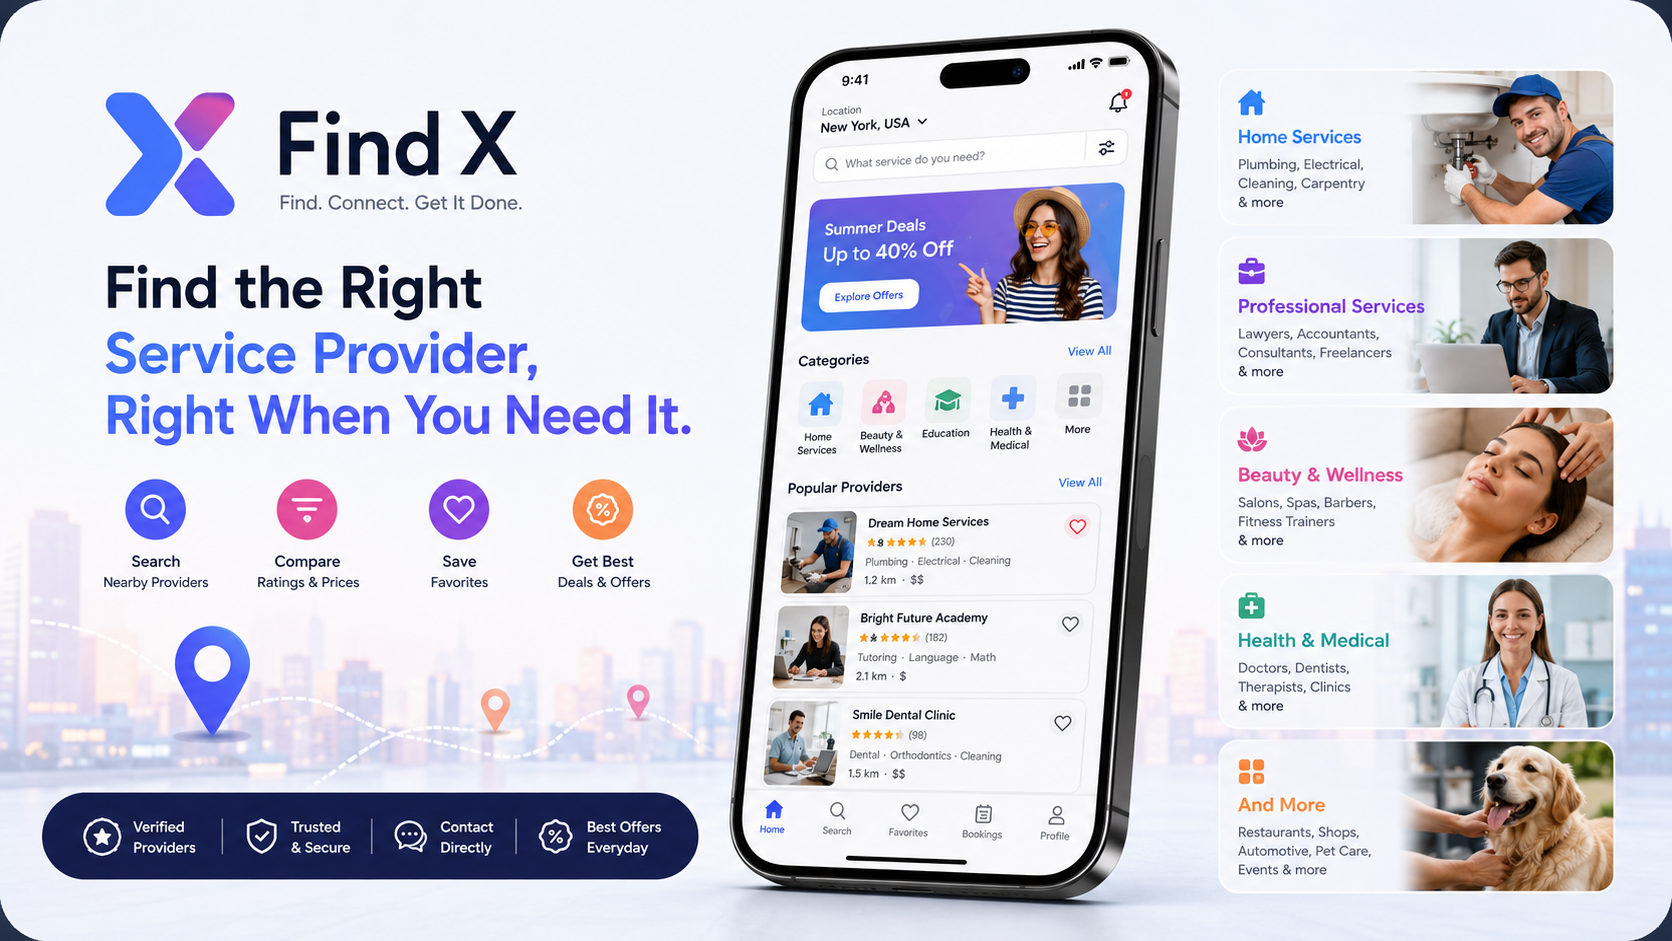 Find X
Find. Connect. Get It Done.
Find the Right
Service Provider,
Right When You Need It.
Search
Nearby Providers
Compare
Ratings & Prices
Save
Favorites
Get Best
Deals & Offers
Verified
Providers
Trusted
& Secure
Contact
Directly
Best Offers
Everyday
9:41
Location
New York, USA
What service do you need?
Summer Deals
Up to 40% Off
Explore Offers
Categories
View All
Home
Services
Beauty &
Wellness
Education
Health &
Medical
More
Popular Providers
View All
Dream Home Services
(230)
Plumbing · Electrical · Cleaning
1.2 km · $$
Bright Future Academy
(182)
Tutoring · Language · Math
2.1 km · $
Smile Dental Clinic
(98)
Dental · Orthodontics · Cleaning
1.5 km · $$
Home
Search
Favorites
Bookings
Profile
Home Services
Plumbing, Electrical,
Cleaning, Carpentry
& more
Professional Services
Lawyers, Accountants,
Consultants, Freelancers
& more
Beauty & Wellness
Salons, Spas, Barbers,
Fitness Trainers
& more
Health & Medical
Doctors, Dentists,
Therapists, Clinics
& more
And More
Restaurants, Shops,
Automotive, Pet Care,
Events & more